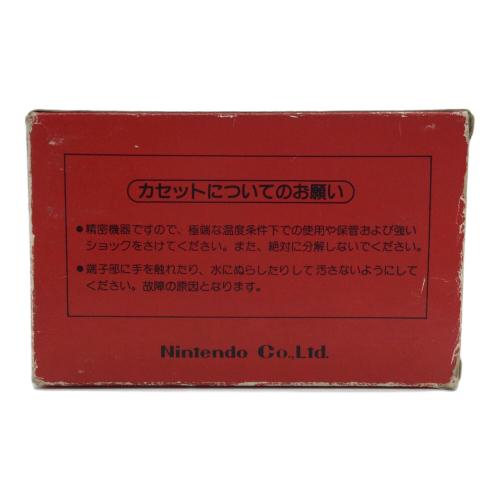 カセットについてのお願い
●精密機器ですので、極端な温度条件下での使用や保管および強い
ショックをさけてください。また、絶対に分解しないでください。
●端子部に手を触れたり、水にぬらしたりして汚さないようにして
ください。故障の原因となります。
Nintendo Co.,Ltd.